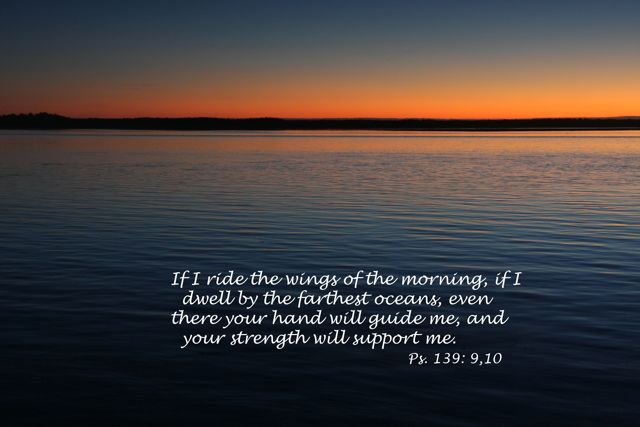 If I ride the wings of the morning, if I
dwell by the farthest oceans, even
there your hand will guide me, and
your strength will support me.
Ps. 139: 9,10